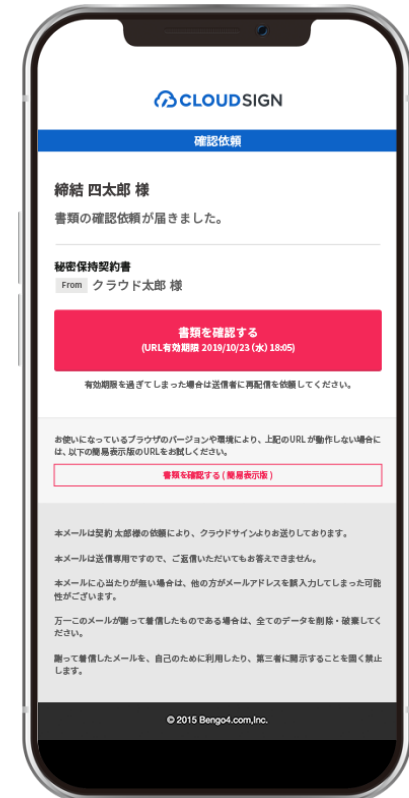 CLOUDSIGN
確認依頼
締結 四太郎 様
書類の確認依頼が届きました。
秘密保持契約書
From クラウド太郎 様
書類を確認する
(URL有効期限 2019/10/23 (水) 18:05)
有効期限を過ぎてしまった場合は送信者に再配信を依頼してください。
お使いになっているブラウザのバージョンや環境により、上記のURLが動作しない場合に
は、以下の簡易表示版のURLをお試しください。
書類を確認する ( 簡易表示版 )
本メールは契約 太郎様の依頼により、クラウドサインよりお送りしております。
本メールは送信専用ですので、ご返信いただいてもお答えできません。
本メールに心当たりが無い場合は、他の方がメールアドレスを誤入力してしまった可能
性がございます。
万一このメールが誤って着信したものである場合は、全てのデータを削除・破棄してく
ださい。
誤って着信したメールを、自己のために利用したり、第三者に開示することを固く禁止
します。
© 2015 Bengo4.com,Inc.